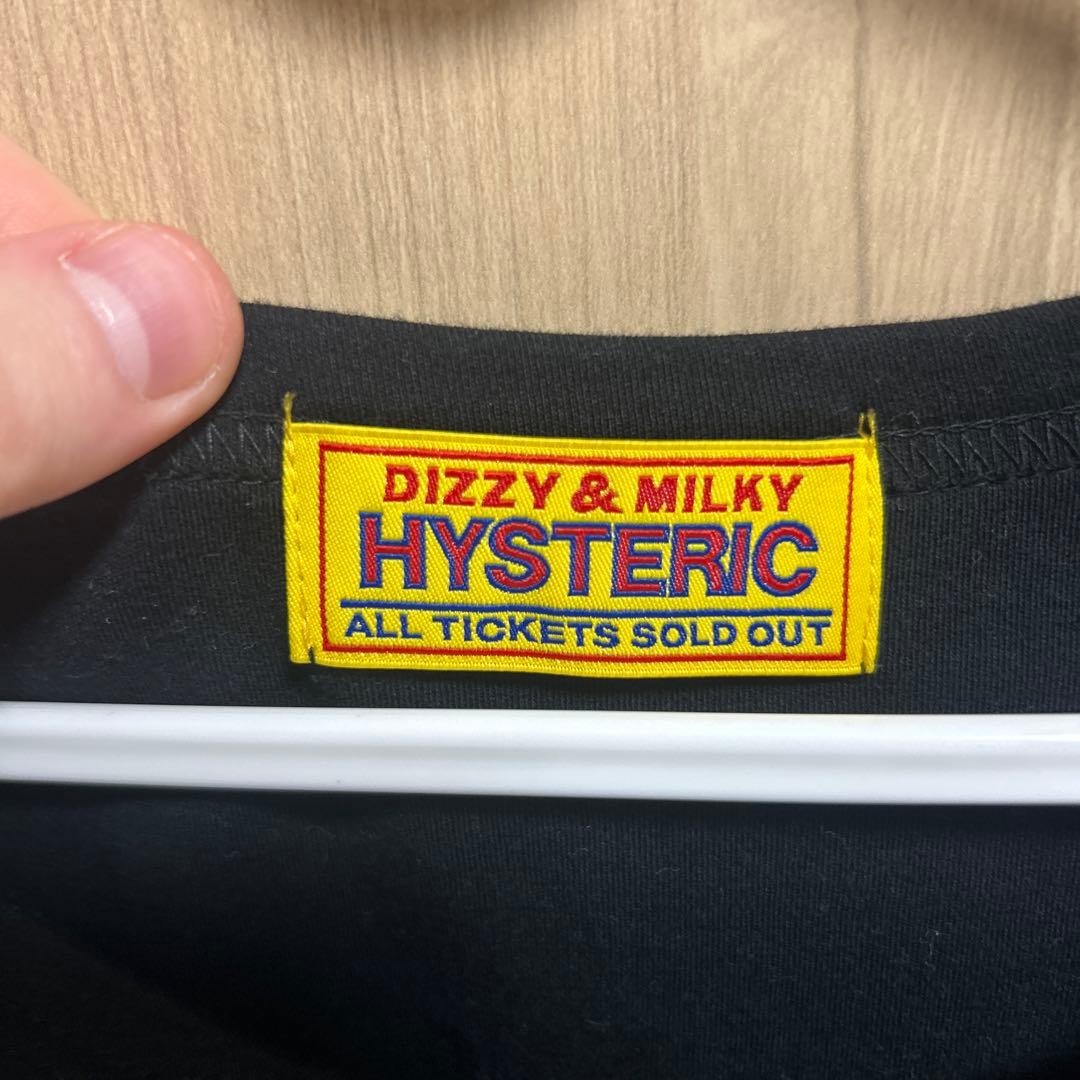 DIZZY & MILKY
HYSTERIC
ALL TICKETS SOLD OUT